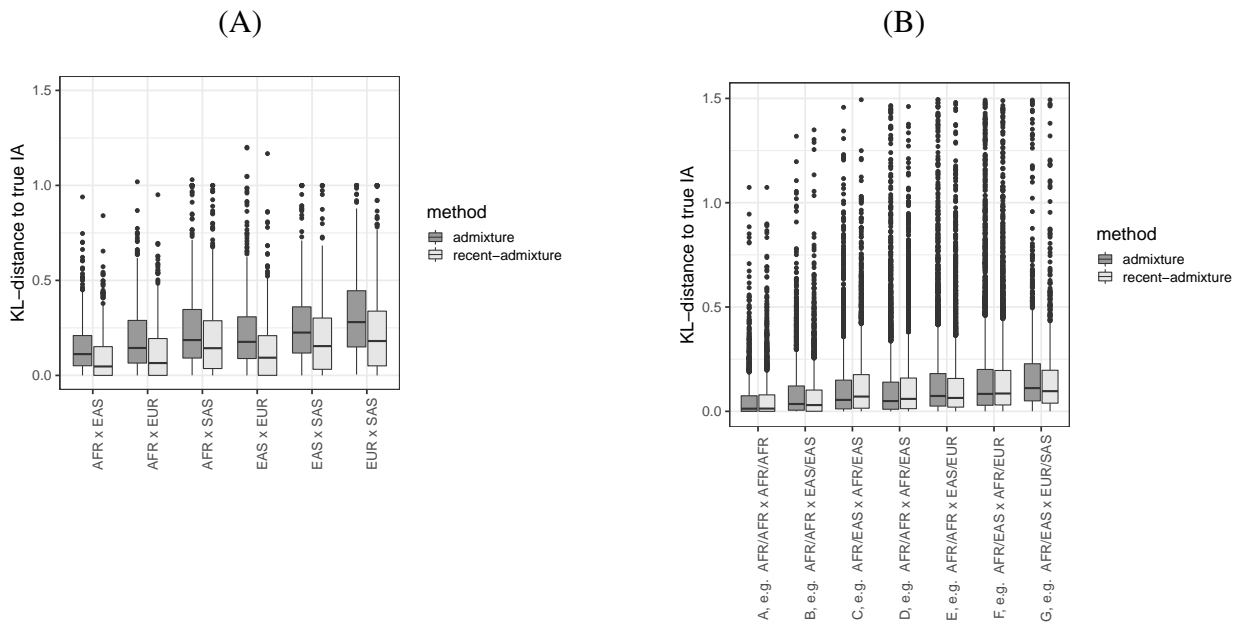 (A)
KL−distance to true IA
1.5
1.0
0.5
0.0
AFR x EAS
AFR x EUR
AFR x SAS
EAS x EUR
EAS x SAS
EUR x SAS
method
admixture
recent−admixture
(B)
KL−distance to true IA
1.5
1.0
0.5
0.0
A, e.g. AFR/AFR x AFR/AFR
B, e.g. AFR/AFR x EAS/EAS
C, e.g. AFR/EAS x AFR/EAS
D, e.g. AFR/AFR x AFR/EAS
E, e.g. AFR/AFR x EAS/EUR
F, e.g. AFR/EAS x AFR/EUR
G, e.g. AFR/EAS x EUR/SAS
method
admixture
recent−admixture